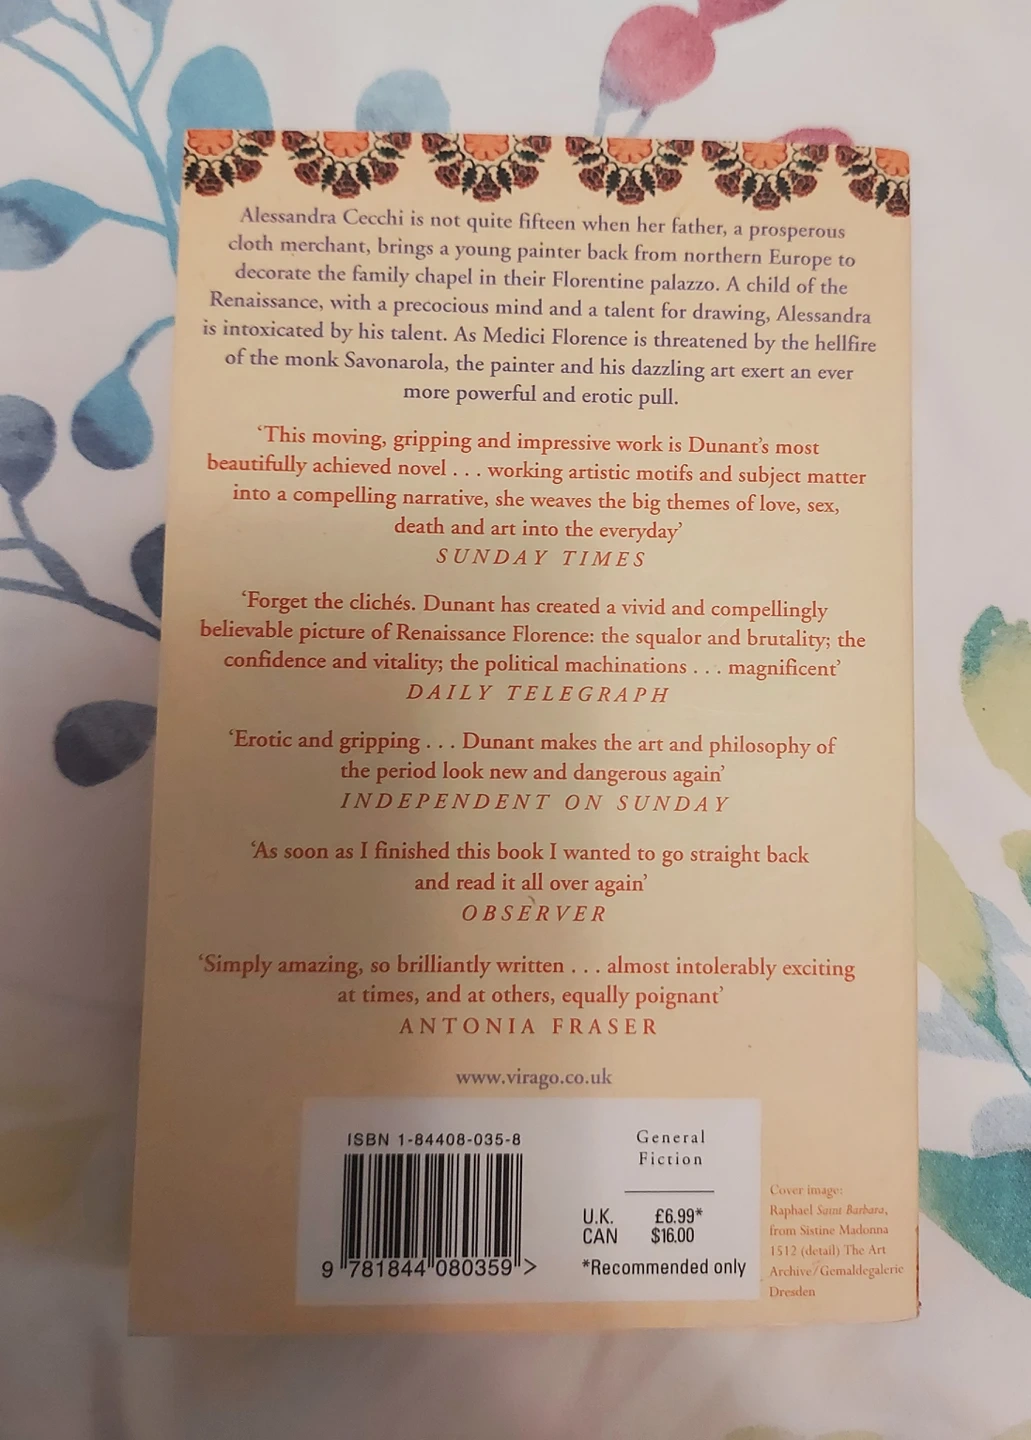 Alessandra Cecchi is not quite fifteen when her father, a prosperous
cloth merchant, brings a young painter back from northern Europe to
decorate the family chapel in their Florentine palazzo. A child of the
Renaissance, with a precocious mind and a talent for drawing, Alessandra
is intoxicated by his talent. As Medici Florence is threatened by the hellfire
of the monk Savonarola, the painter and his dazzling art exert an ever
more powerful and erotic pull.
‘This moving, gripping and impressive work is Dunant’s most
beautifully achieved novel . . . working artistic motifs and subject matter
into a compelling narrative, she weaves the big themes of love, sex,
death and art into the everyday’
SUNDAY TIMES
‘Forget the clichés. Dunant has created a vivid and compellingly
believable picture of Renaissance Florence: the squalor and brutality; the
confidence and vitality; the political machinations . . . magnificent’
DAILY TELEGRAPH
‘Erotic and gripping . . . Dunant makes the art and philosophy of
the period look new and dangerous again’
INDEPENDENT ON SUNDAY
‘As soon as I finished this book I wanted to go straight back
and read it all over again’
OBSERVER
‘Simply amazing, so brilliantly written . . . almost intolerably exciting
at times, and at others, equally poignant’
ANTONIA FRASER
www.virago.co.uk
ISBN 1-84408-035-8
9 781844 080359 >
General
Fiction
U.K. £6.99*
CAN $16.00
*Recommended only
Cover image:
Raphael Saint Barbara,
from Sistine Madonna
1512 (detail) The Art
Archive/Gemaldegalerie
Dresden